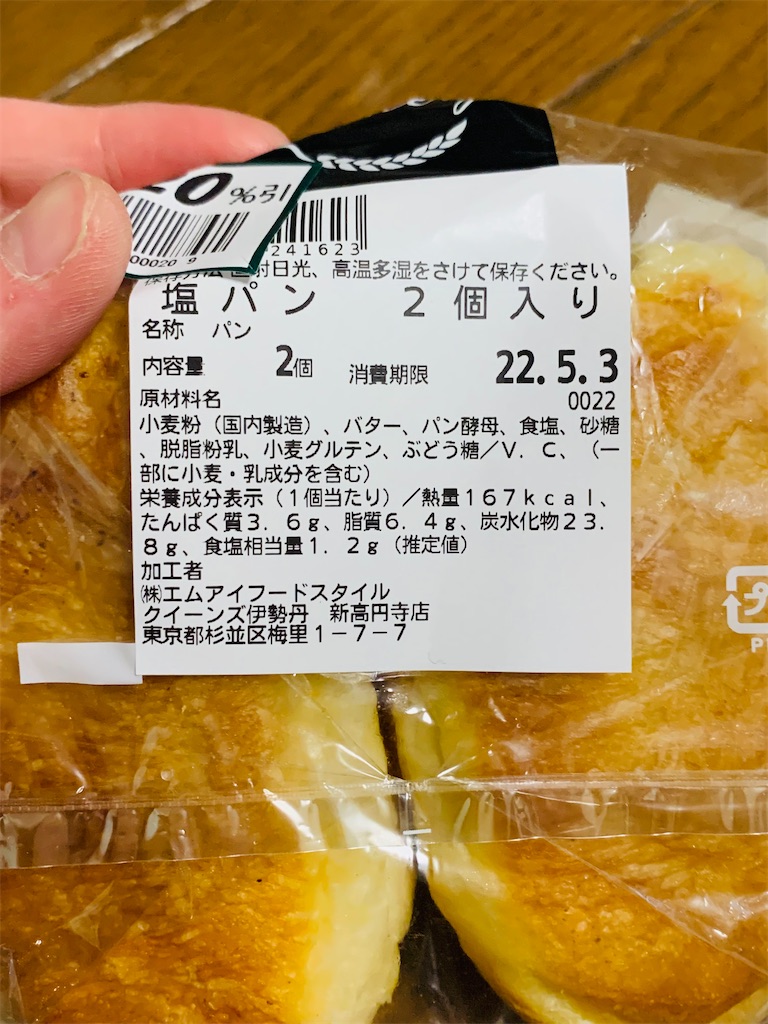 20%引
000209
241623
直射日光、高温多湿をさけて保存ください。
塩パン 2個入り
名称 パン
内容量 2個 消費期限 22.5.3
原材料名 0022
小麦粉（国内製造）、バター、パン酵母、食塩、砂糖
、脱脂粉乳、小麦グルテン、ぶどう糖／V．C、（一
部に小麦・乳成分を含む）
栄養成分表示（1個当たり）／熱量167kcal、
たんぱく質3．6g、脂質6．4g、炭水化物23．
8g、食塩相当量1．2g（推定値）
加工者
㈱エムアイフードスタイル
クイーンズ伊勢丹 新高円寺店
東京都杉並区梅里1－7－7
プ